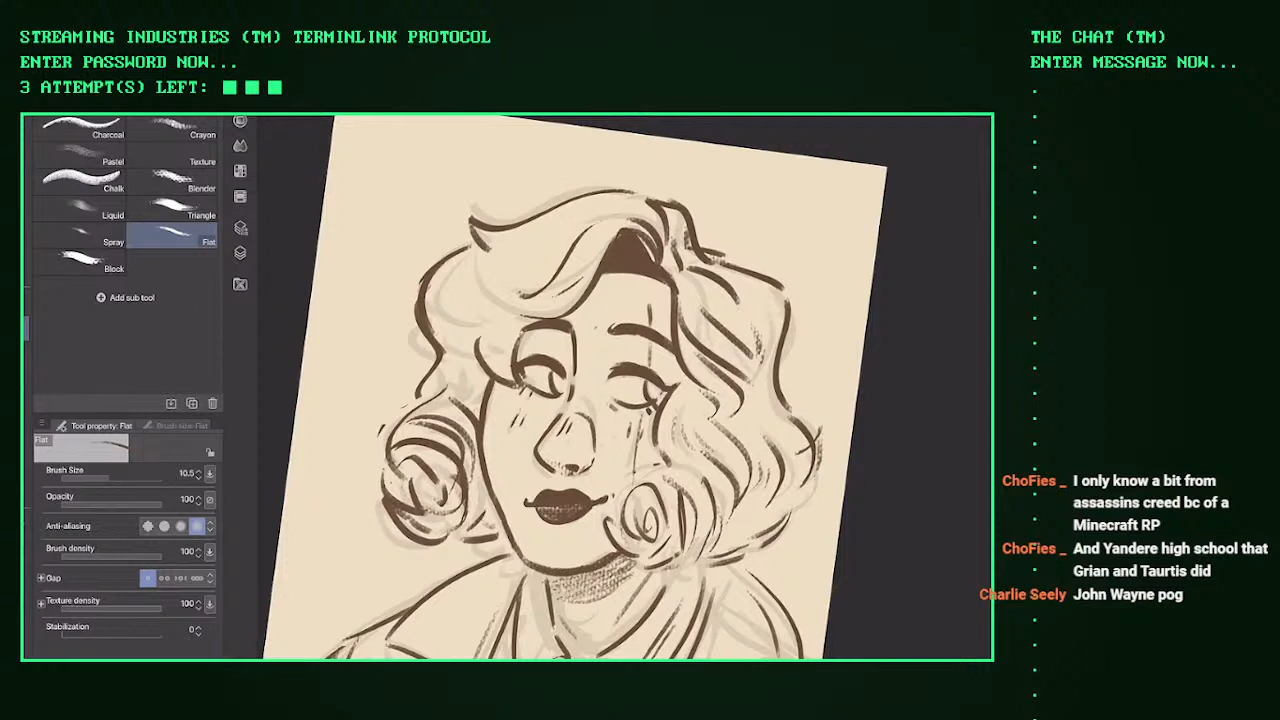 STREAMING INDUSTRIES (TM) TERMINLINK PROTOCOL
ENTER PASSWORD NOW...
3 ATTEMPT(S) LEFT:
THE CHAT (TM)
ENTER MESSAGE NOW...
Charcoal
Crayon
Pastel
Texture
Chalk
Blender
Liquid
Triangle
Spray
Flat
Block
Add sub tool
Tool property: Flat
Brush size: Flat
Flat
Brush Size
10.5
Opacity
100
Anti-aliasing
Brush density
100
Gap
Texture density
100
Stabilization
0
ChoFies _ I only know a bit from
assassins creed bc of a
Minecraft RP
ChoFies _ And Yandere high school that
Grian and Taurtis did
Charlie Seely John Wayne pog